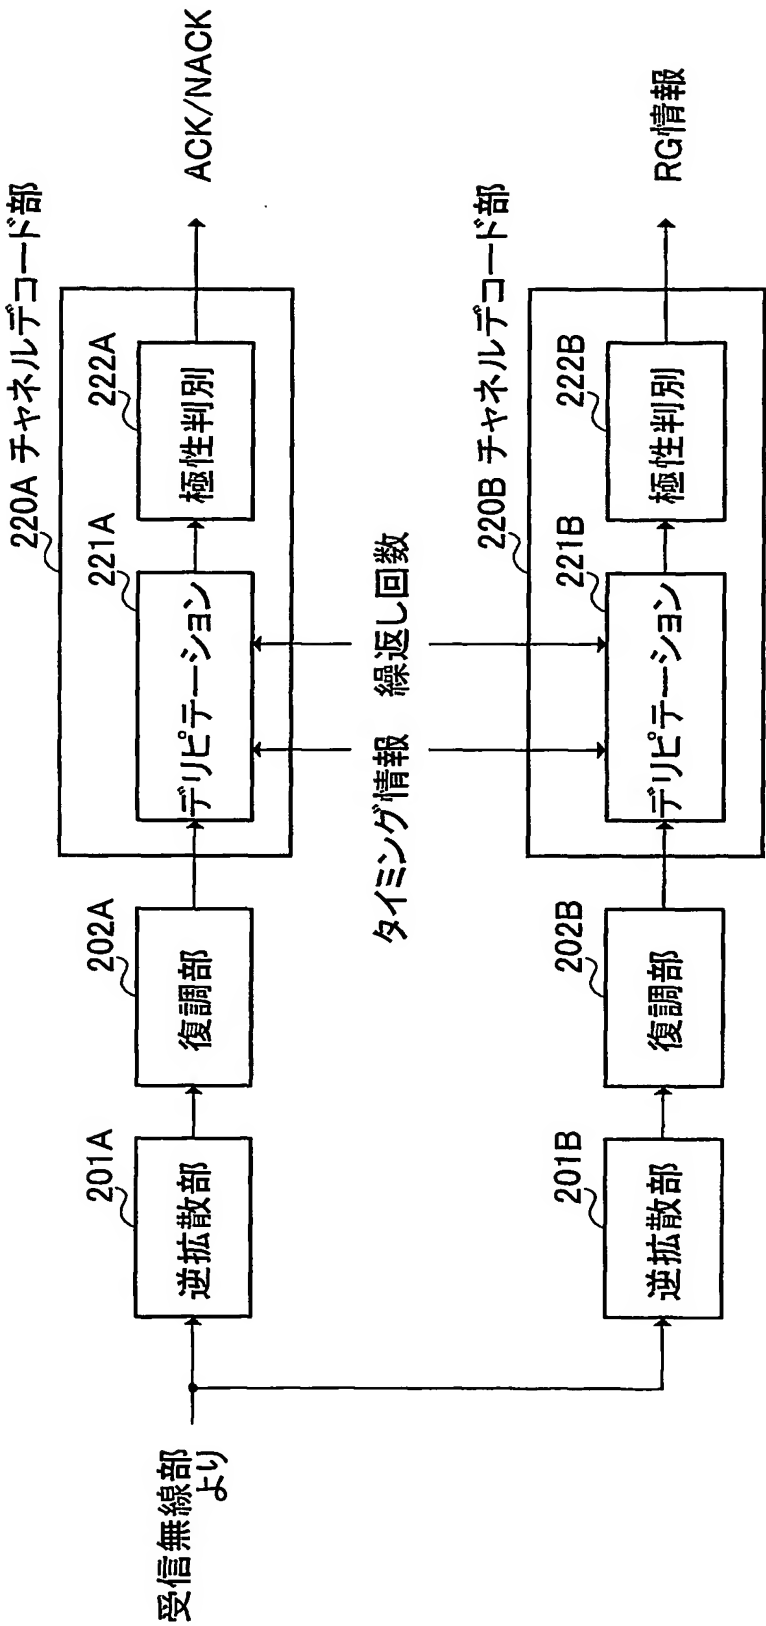 受信無線部
より
201A
逆拡散部
202A
復調部
220A チャネルデコード部
221A
デリピテーション
222A
極性判別
ACK/NACK
タイミング情報
繰返し回数
201B
逆拡散部
202B
復調部
220B チャネルデコード部
221B
デリピテーション
222B
極性判別
RG情報